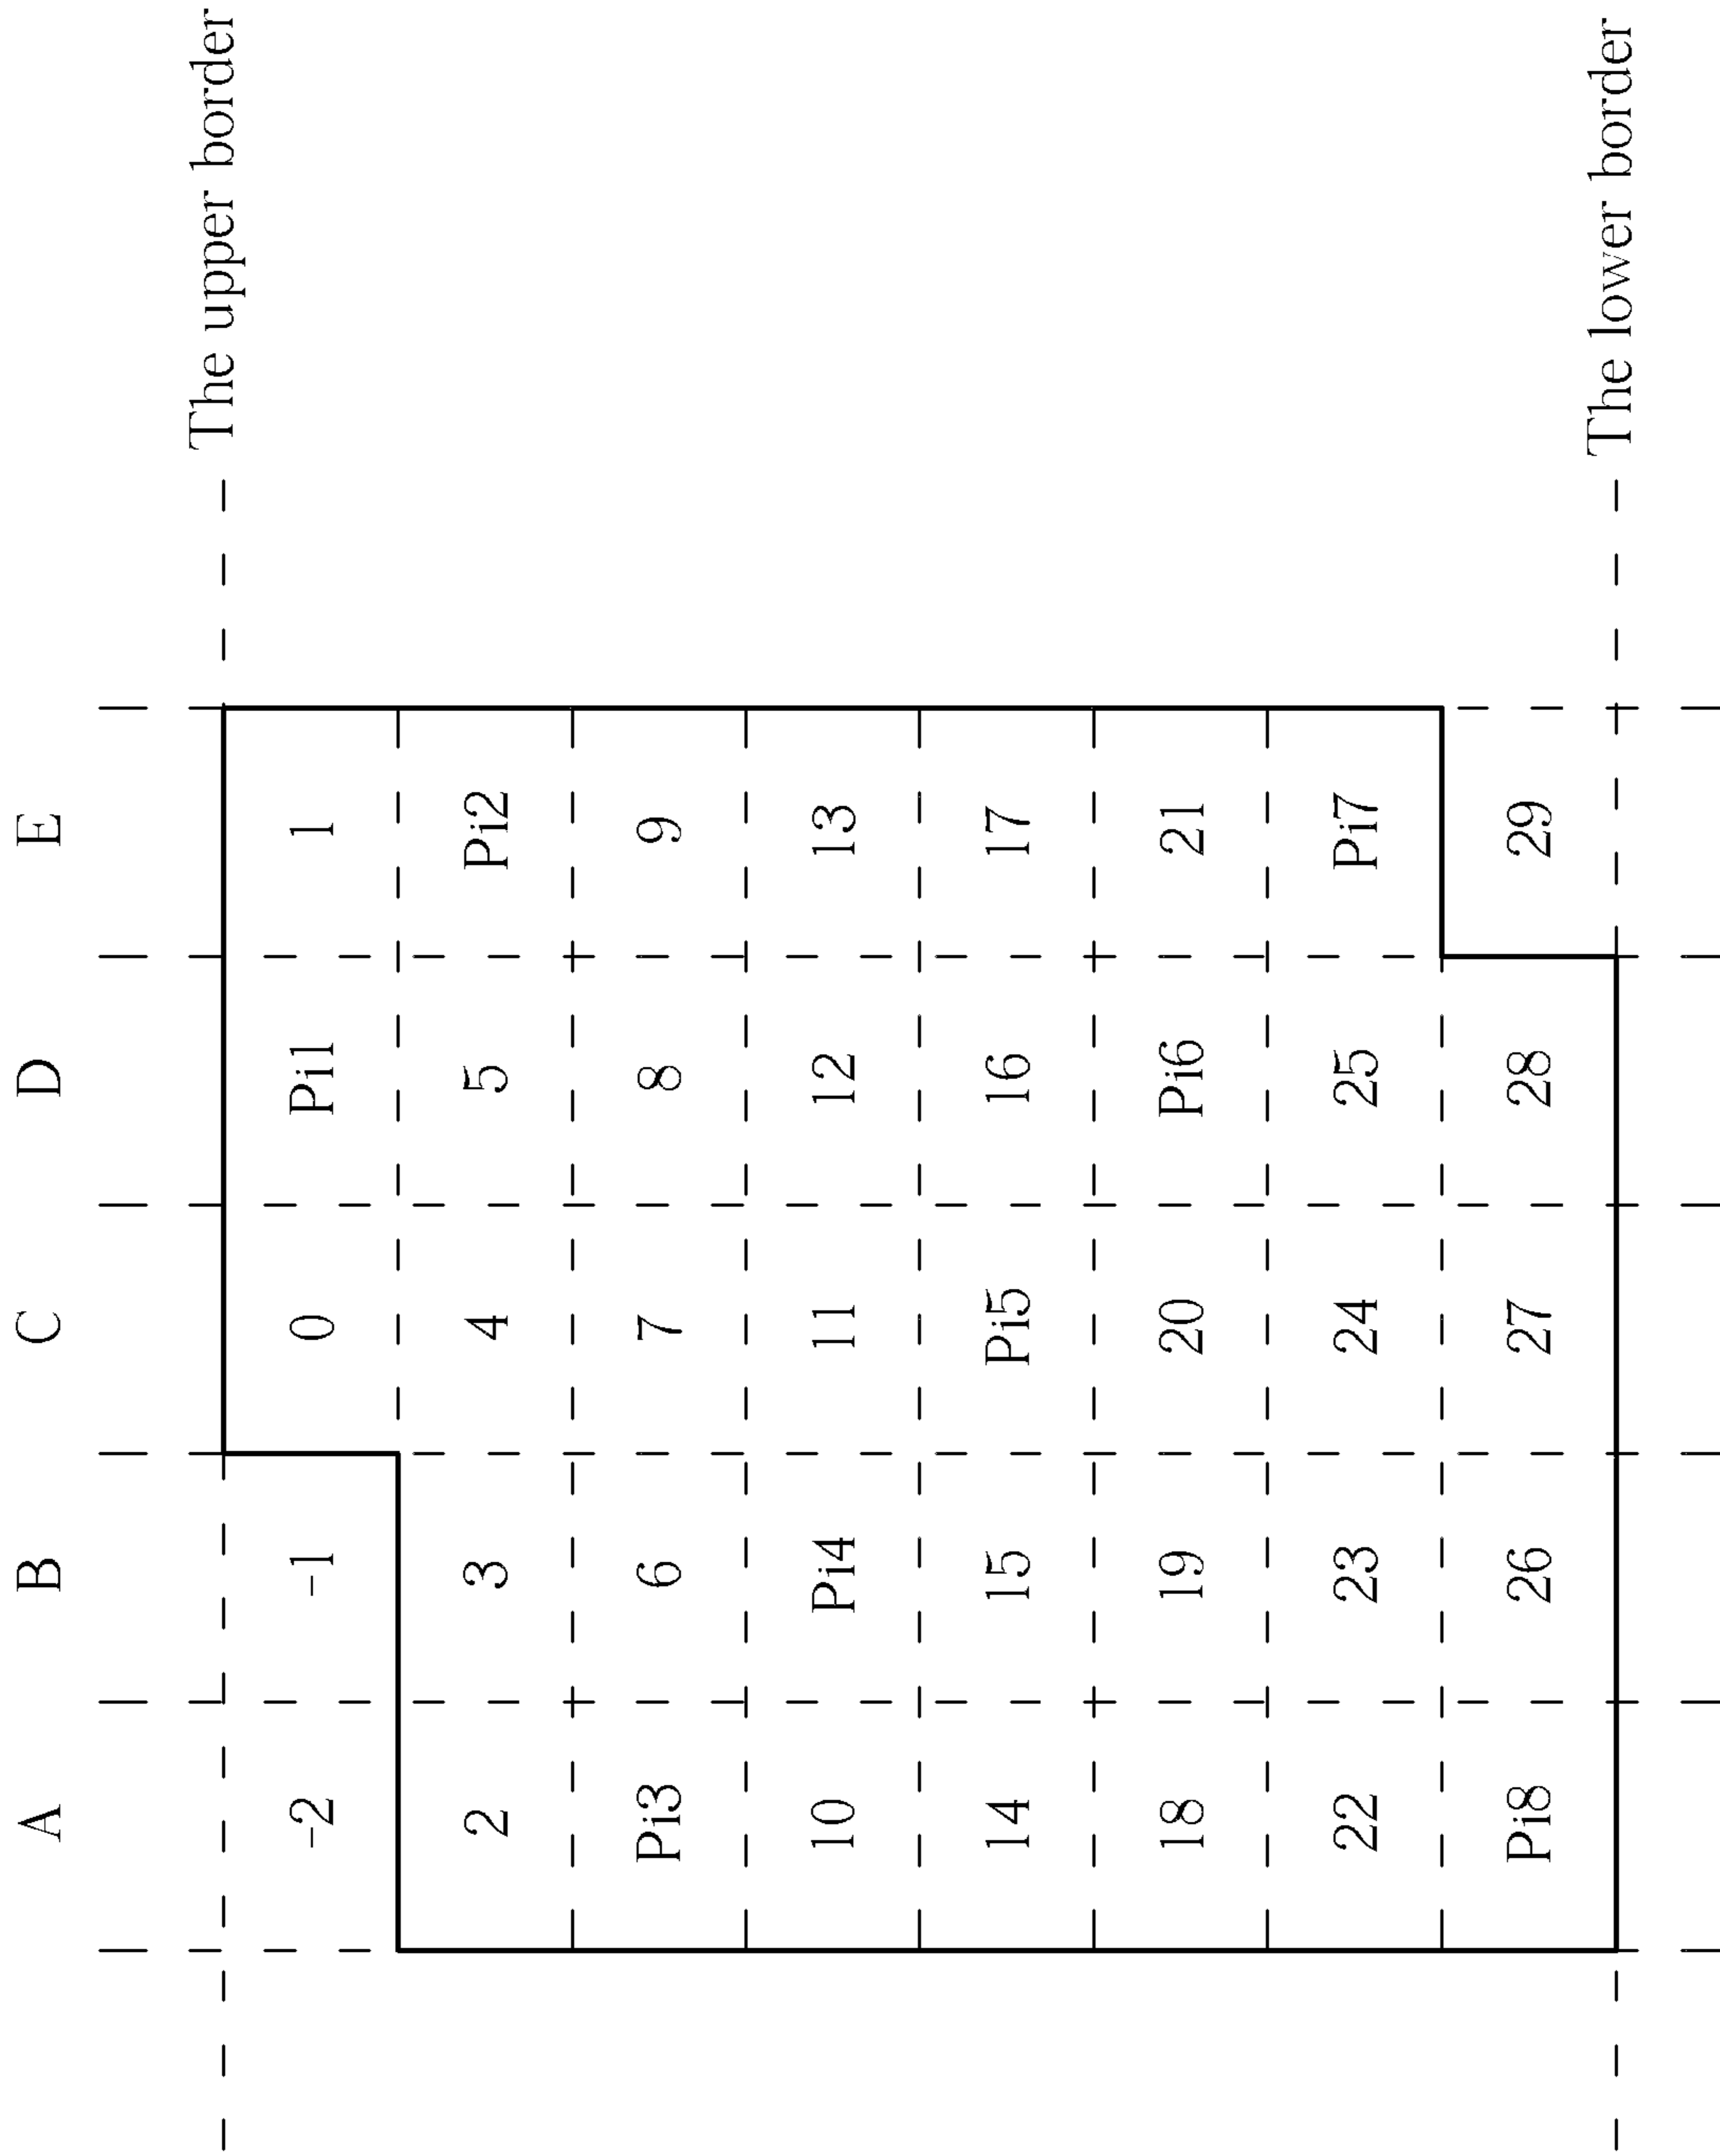 A B C D E
-2 -1 0 Pi1 1 The upper border
2 3 4 5 Pi2
Pi3 6 7 8 9
10 Pi4 11 12 13
14 15 Pi5 16 17
18 19 20 Pi6 21
22 23 24 25 Pi7
Pi8 26 27 28 29
The lower border